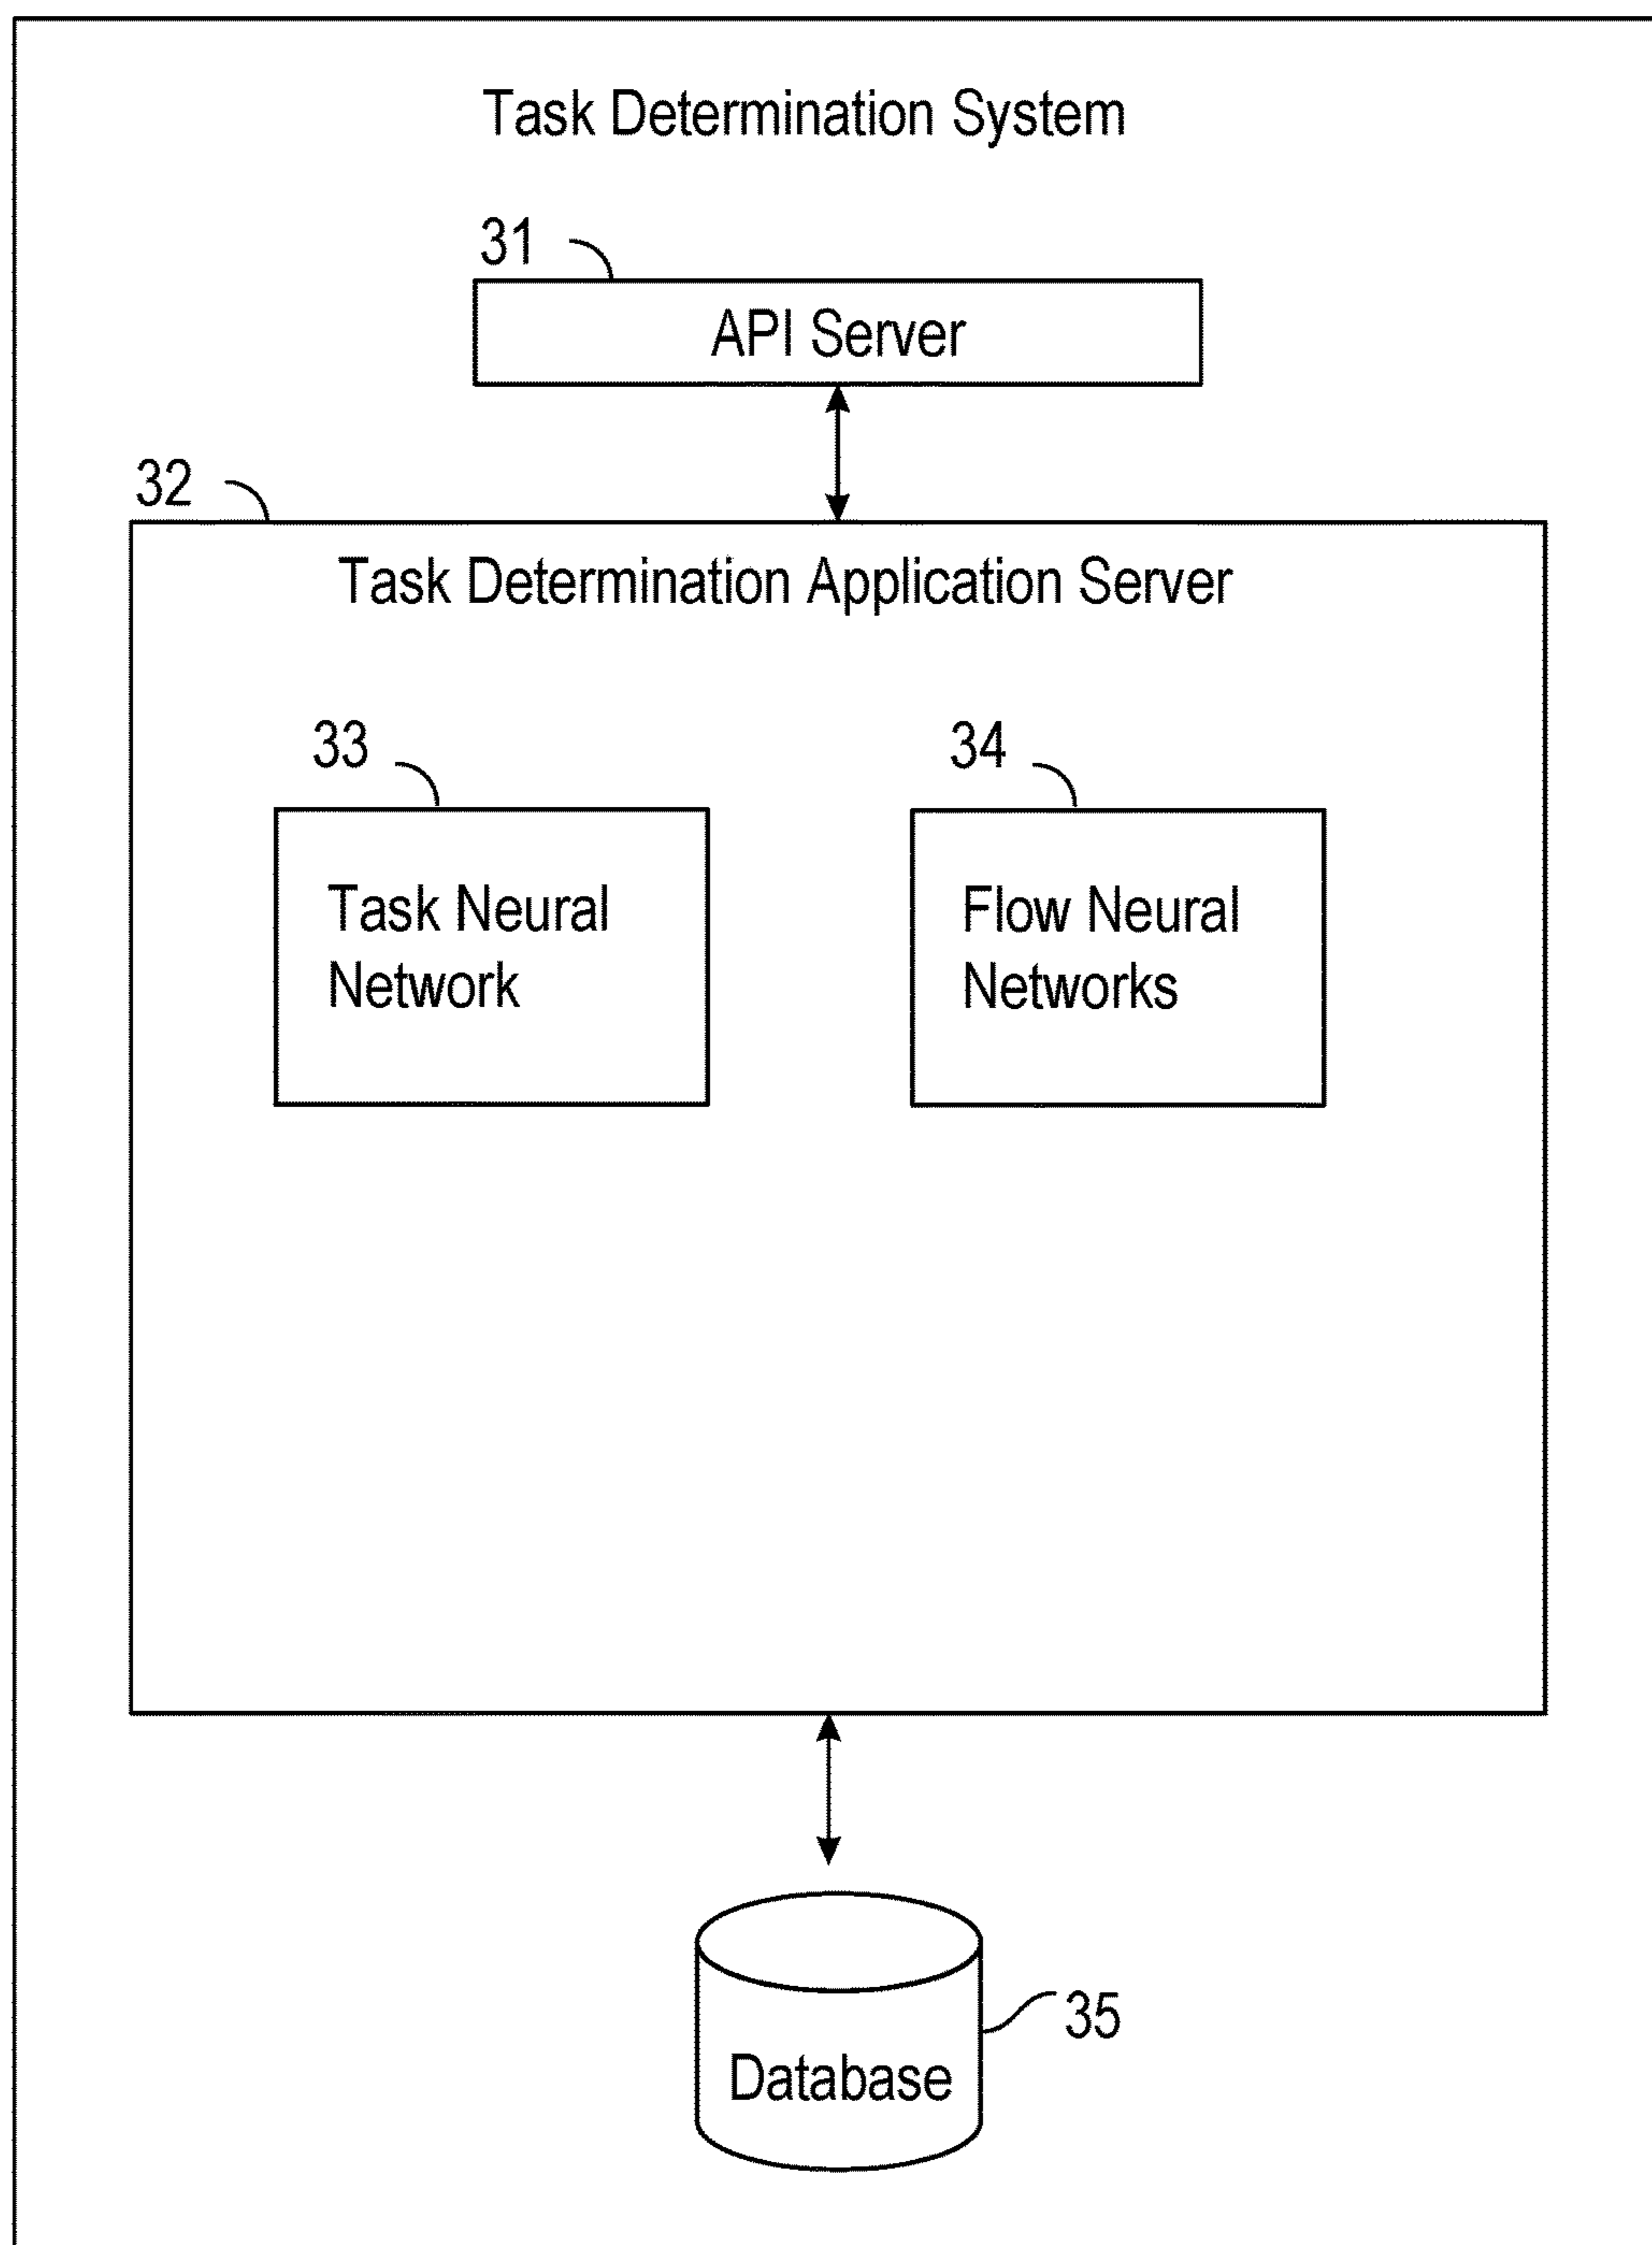 Task Determination System
31
API Server
32
Task Determination Application Server
33
34
Task Neural
Network
Flow Neural
Networks
35
Database